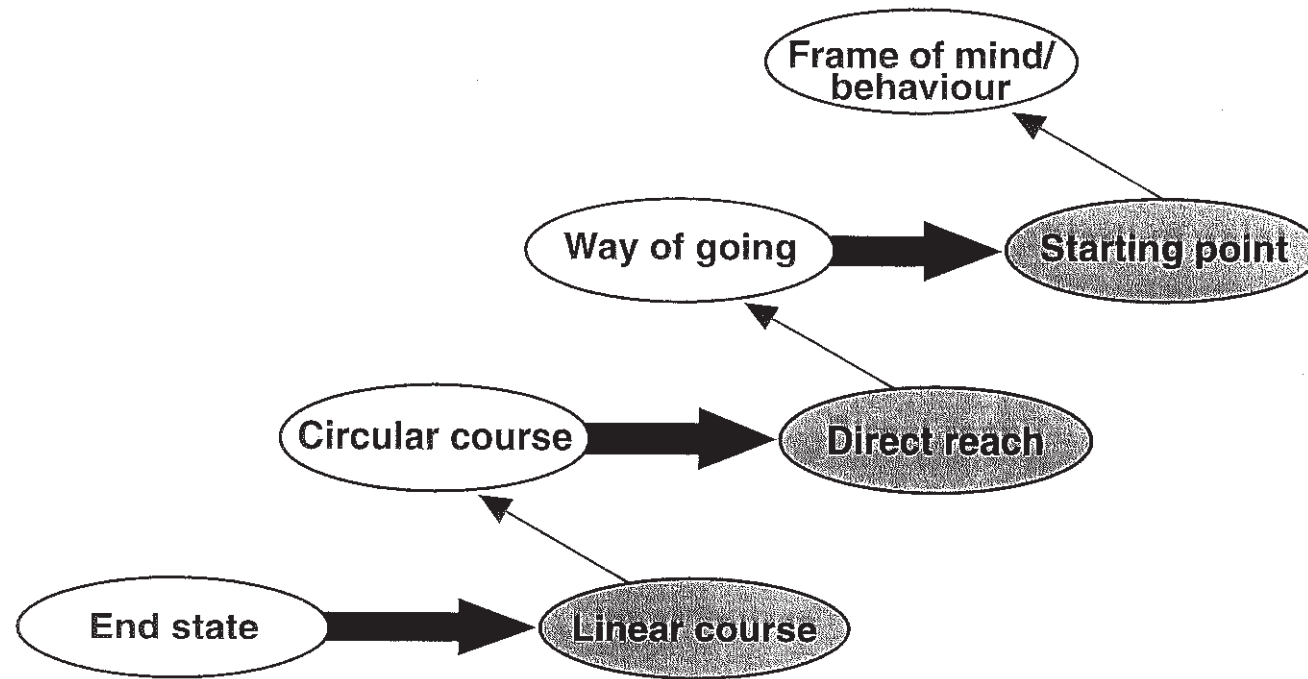 Frame of mind/
behaviour
Way of going
Starting point
Circular course
Direct reach
End state
Linear course